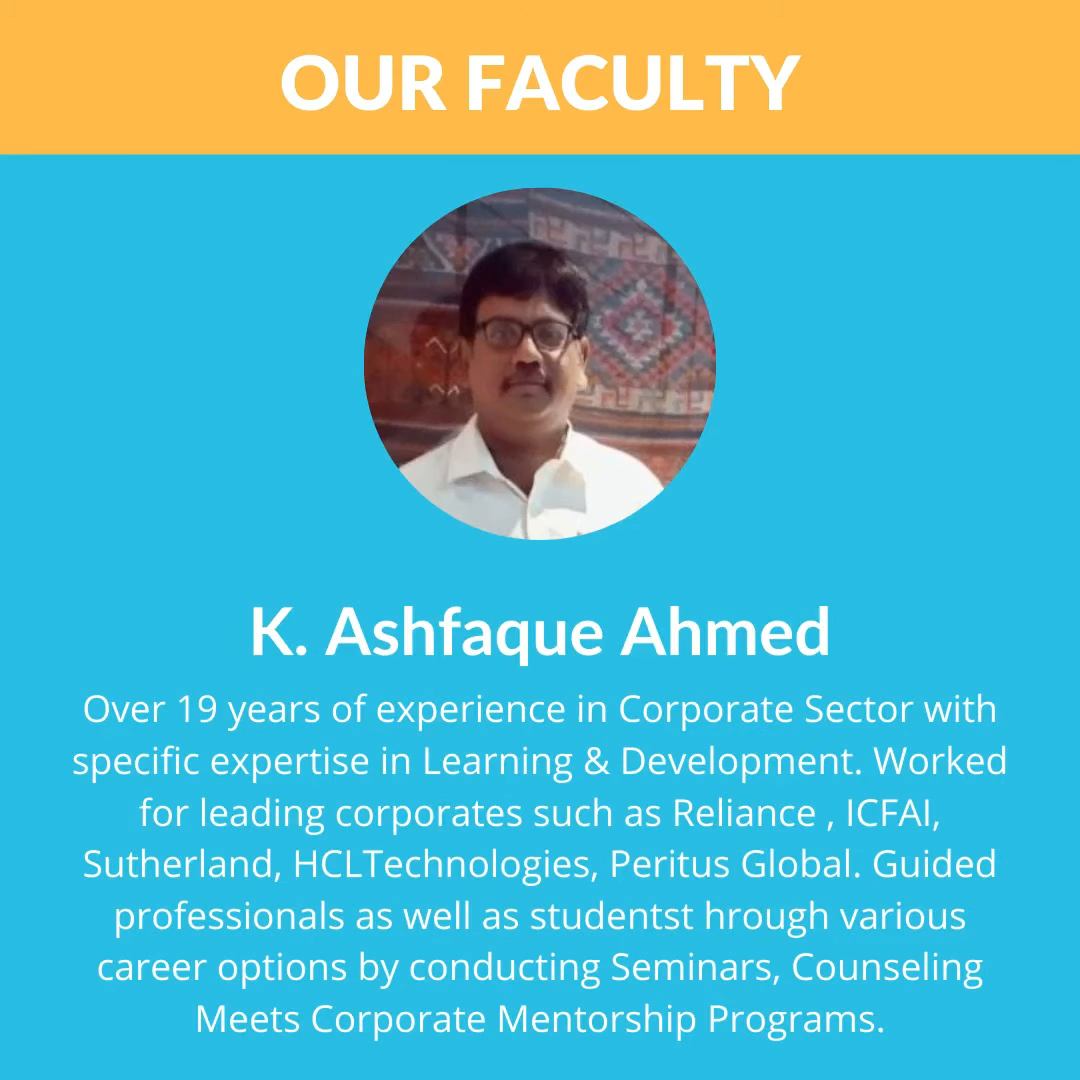 OUR FACULTY
K. Ashfaque Ahmed
Over 19 years of experience in Corporate Sector with
specific expertise in Learning & Development. Worked
for leading corporates such as Reliance , ICFAI,
Sutherland, HCLTechnologies, Peritus Global. Guided
professionals as well as studentst hrough various
career options by conducting Seminars, Counseling
Meets Corporate Mentorship Programs.